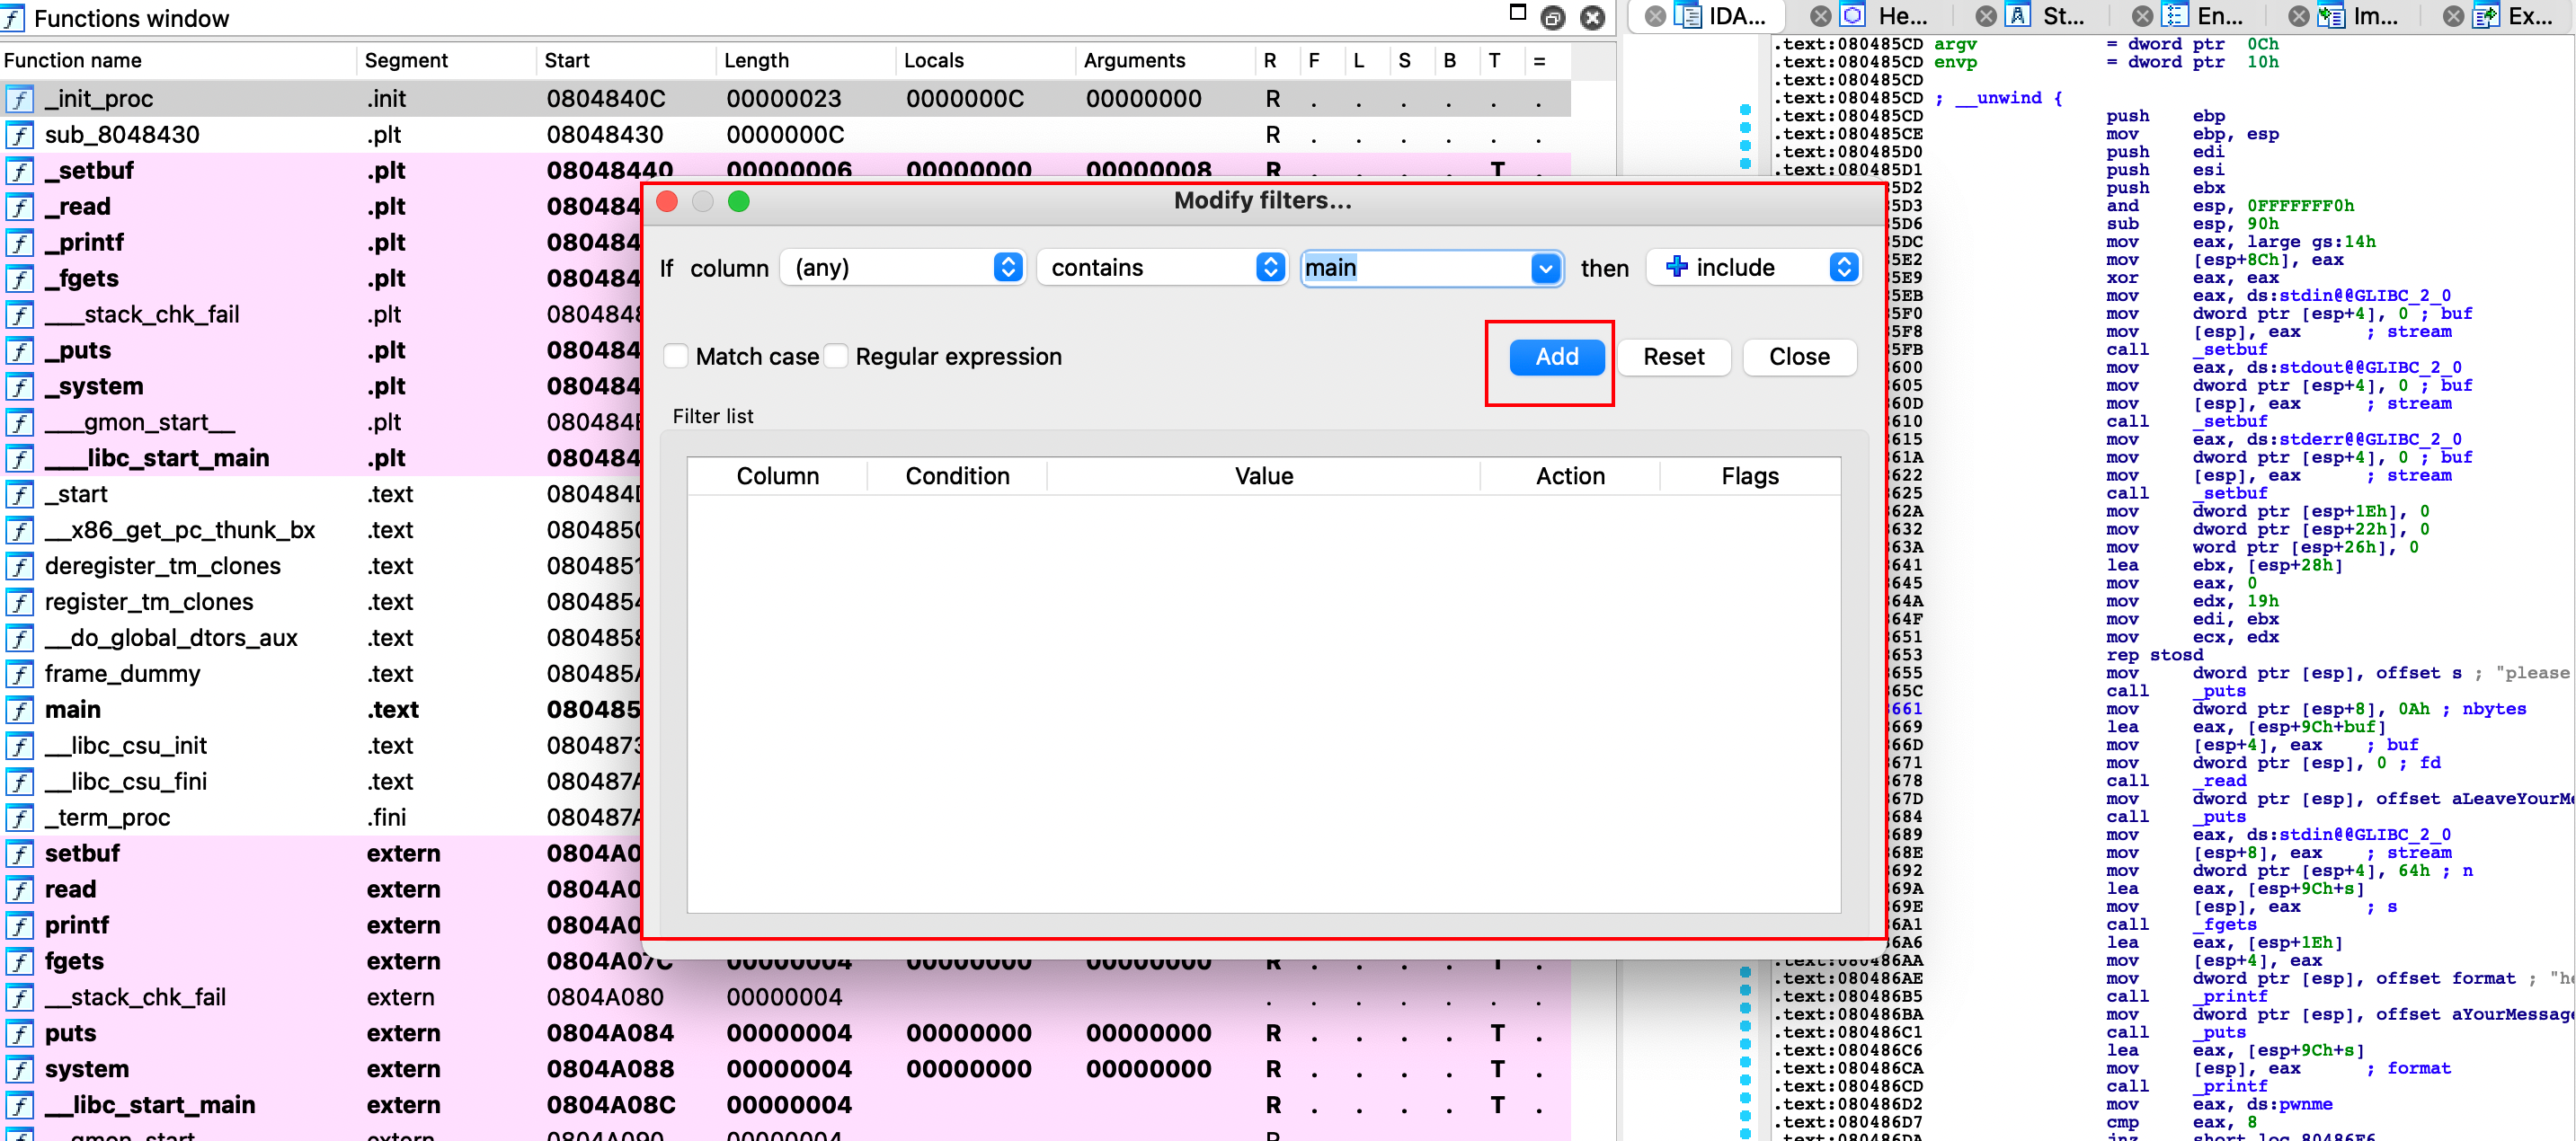 Functions window
Function name Segment Start Length Locals Arguments R F L S B T =
_init_proc .init 0804840C 00000023 0000000C 00000000 R . . . . . .
sub_8048430 .plt 08048430 0000000C R . . . . . .
_setbuf .plt 08048440 00000006 00000000 00000008 R T
_read .plt 080484
_printf .plt 080484
_fgets .plt 080484
___stack_chk_fail .plt 080484
_puts .plt 080484
_system .plt 080484
___gmon_start__ .plt 080484
___libc_start_main .plt 080484
_start .text 080484
__x86_get_pc_thunk_bx .text 080485
deregister_tm_clones .text 080485
register_tm_clones .text 080485
__do_global_dtors_aux .text 080485
frame_dummy .text 080485
main .text 080485
__libc_csu_init .text 080487
__libc_csu_fini .text 080487
_term_proc .fini 080487
setbuf extern 0804A0
read extern 0804A0
printf extern 0804A0
fgets extern 0804A07C 00000004 00000000 00000000 R . . . . T .
__stack_chk_fail extern 0804A080 00000004 . . . . . .
puts extern 0804A084 00000004 00000000 00000000 R . . . . T .
system extern 0804A088 00000004 00000000 00000000 R . . . . T .
__libc_start_main extern 0804A08C 00000004 R . . . . T .
__gmon_start__ extern 0804A090 00000004 R
Modify filters...
If column (any) contains main then include
Match case Regular expression Add Reset Close
Filter list
Column Condition Value Action Flags
IDA... He... St... En... Im... Ex...
.text:080485CD argv = dword ptr 0Ch
.text:080485CD envp = dword ptr 10h
.text:080485CD
.text:080485CD ; __unwind {
.text:080485CD push ebp
.text:080485CE mov ebp, esp
.text:080485D0 push edi
.text:080485D1 push esi
5D2 push ebx
5D3 and esp, 0FFFFFFF0h
5D6 sub esp, 90h
5DC mov eax, large gs:14h
5E2 mov [esp+8Ch], eax
5E9 xor eax, eax
5EB mov eax, ds:stdin@@GLIBC_2_0
5F0 mov dword ptr [esp+4], 0 ; buf
5F8 mov [esp], eax ; stream
5FB call _setbuf
600 mov eax, ds:stdout@@GLIBC_2_0
605 mov dword ptr [esp+4], 0 ; buf
60D mov [esp], eax ; stream
610 call _setbuf
615 mov eax, ds:stderr@@GLIBC_2_0
61A mov dword ptr [esp+4], 0 ; buf
622 mov [esp], eax ; stream
625 call _setbuf
62A mov dword ptr [esp+1Eh], 0
632 mov dword ptr [esp+22h], 0
63A mov word ptr [esp+26h], 0
641 lea ebx, [esp+28h]
645 mov eax, 0
64A mov edx, 19h
64F mov edi, ebx
651 mov ecx, edx
653 rep stosd
655 mov dword ptr [esp], offset s ; "please
65C call _puts
661 mov dword ptr [esp+8], 0Ah ; nbytes
669 lea eax, [esp+9Ch+buf]
66D mov [esp+4], eax ; buf
671 mov dword ptr [esp], 0 ; fd
678 call _read
67D mov dword ptr [esp], offset aLeaveYourMe
684 call _puts
689 mov eax, ds:stdin@@GLIBC_2_0
68E mov [esp+8], eax ; stream
692 mov dword ptr [esp+4], 64h ; n
69A lea eax, [esp+9Ch+s]
69E mov [esp], eax ; s
6A1 call _fgets
6A6 lea eax, [esp+1Eh]
.text:080486AA mov [esp+4], eax
.text:080486AE mov dword ptr [esp], offset format ; "he
.text:080486B5 call _printf
.text:080486BA mov dword ptr [esp], offset aYourMessage
.text:080486C1 call _puts
.text:080486C6 lea eax, [esp+9Ch+s]
.text:080486CA mov [esp], eax ; format
.text:080486CD call _printf
.text:080486D2 mov eax, ds:pwnme
.text:080486D7 cmp eax, 8
.text:080486DA jnz short loc_80486F6